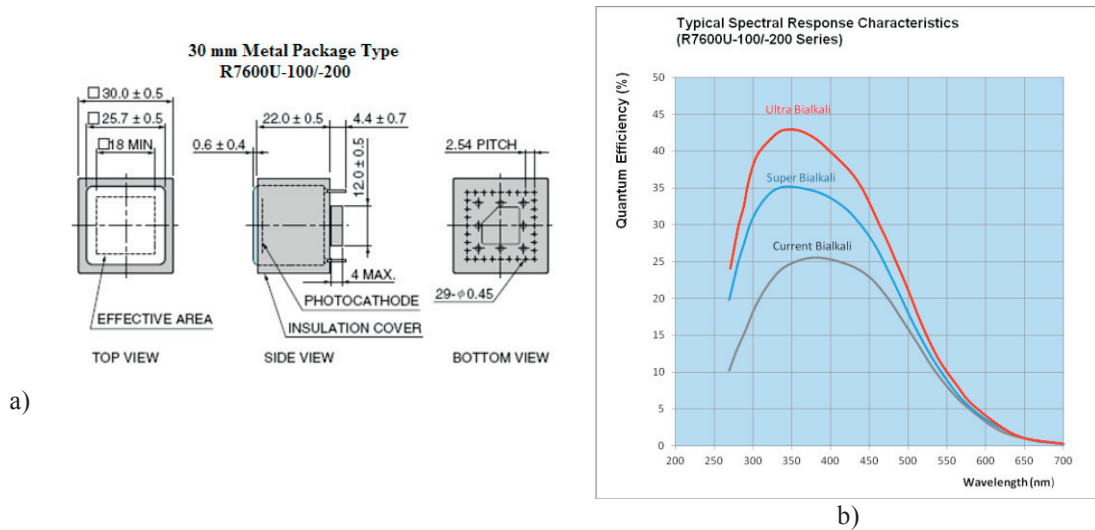 30 mm Metal Package Type
R7600U-100/-200
□30.0 ± 0.5
□25.7 ± 0.5
□18 MIN
EFFECTIVE AREA
TOP VIEW
22.0 ± 0.5
4.4 ± 0.7
0.6 ± 0.4
12.0 ± 0.5
4 MAX.
PHOTOCATHODE
INSULATION COVER
SIDE VIEW
2.54 PITCH
29-φ0.45
BOTTOM VIEW
a)
Typical Spectral Response Characteristics
(R7600U-100/-200 Series)
Quantum Efficiency (%)
50
45
40
35
30
25
20
15
10
5
0
Ultra Bialkali
Super Bialkali
Current Bialkali
200 250 300 350 400 450 500 550 600 650 700
Wavelength (nm)
b)